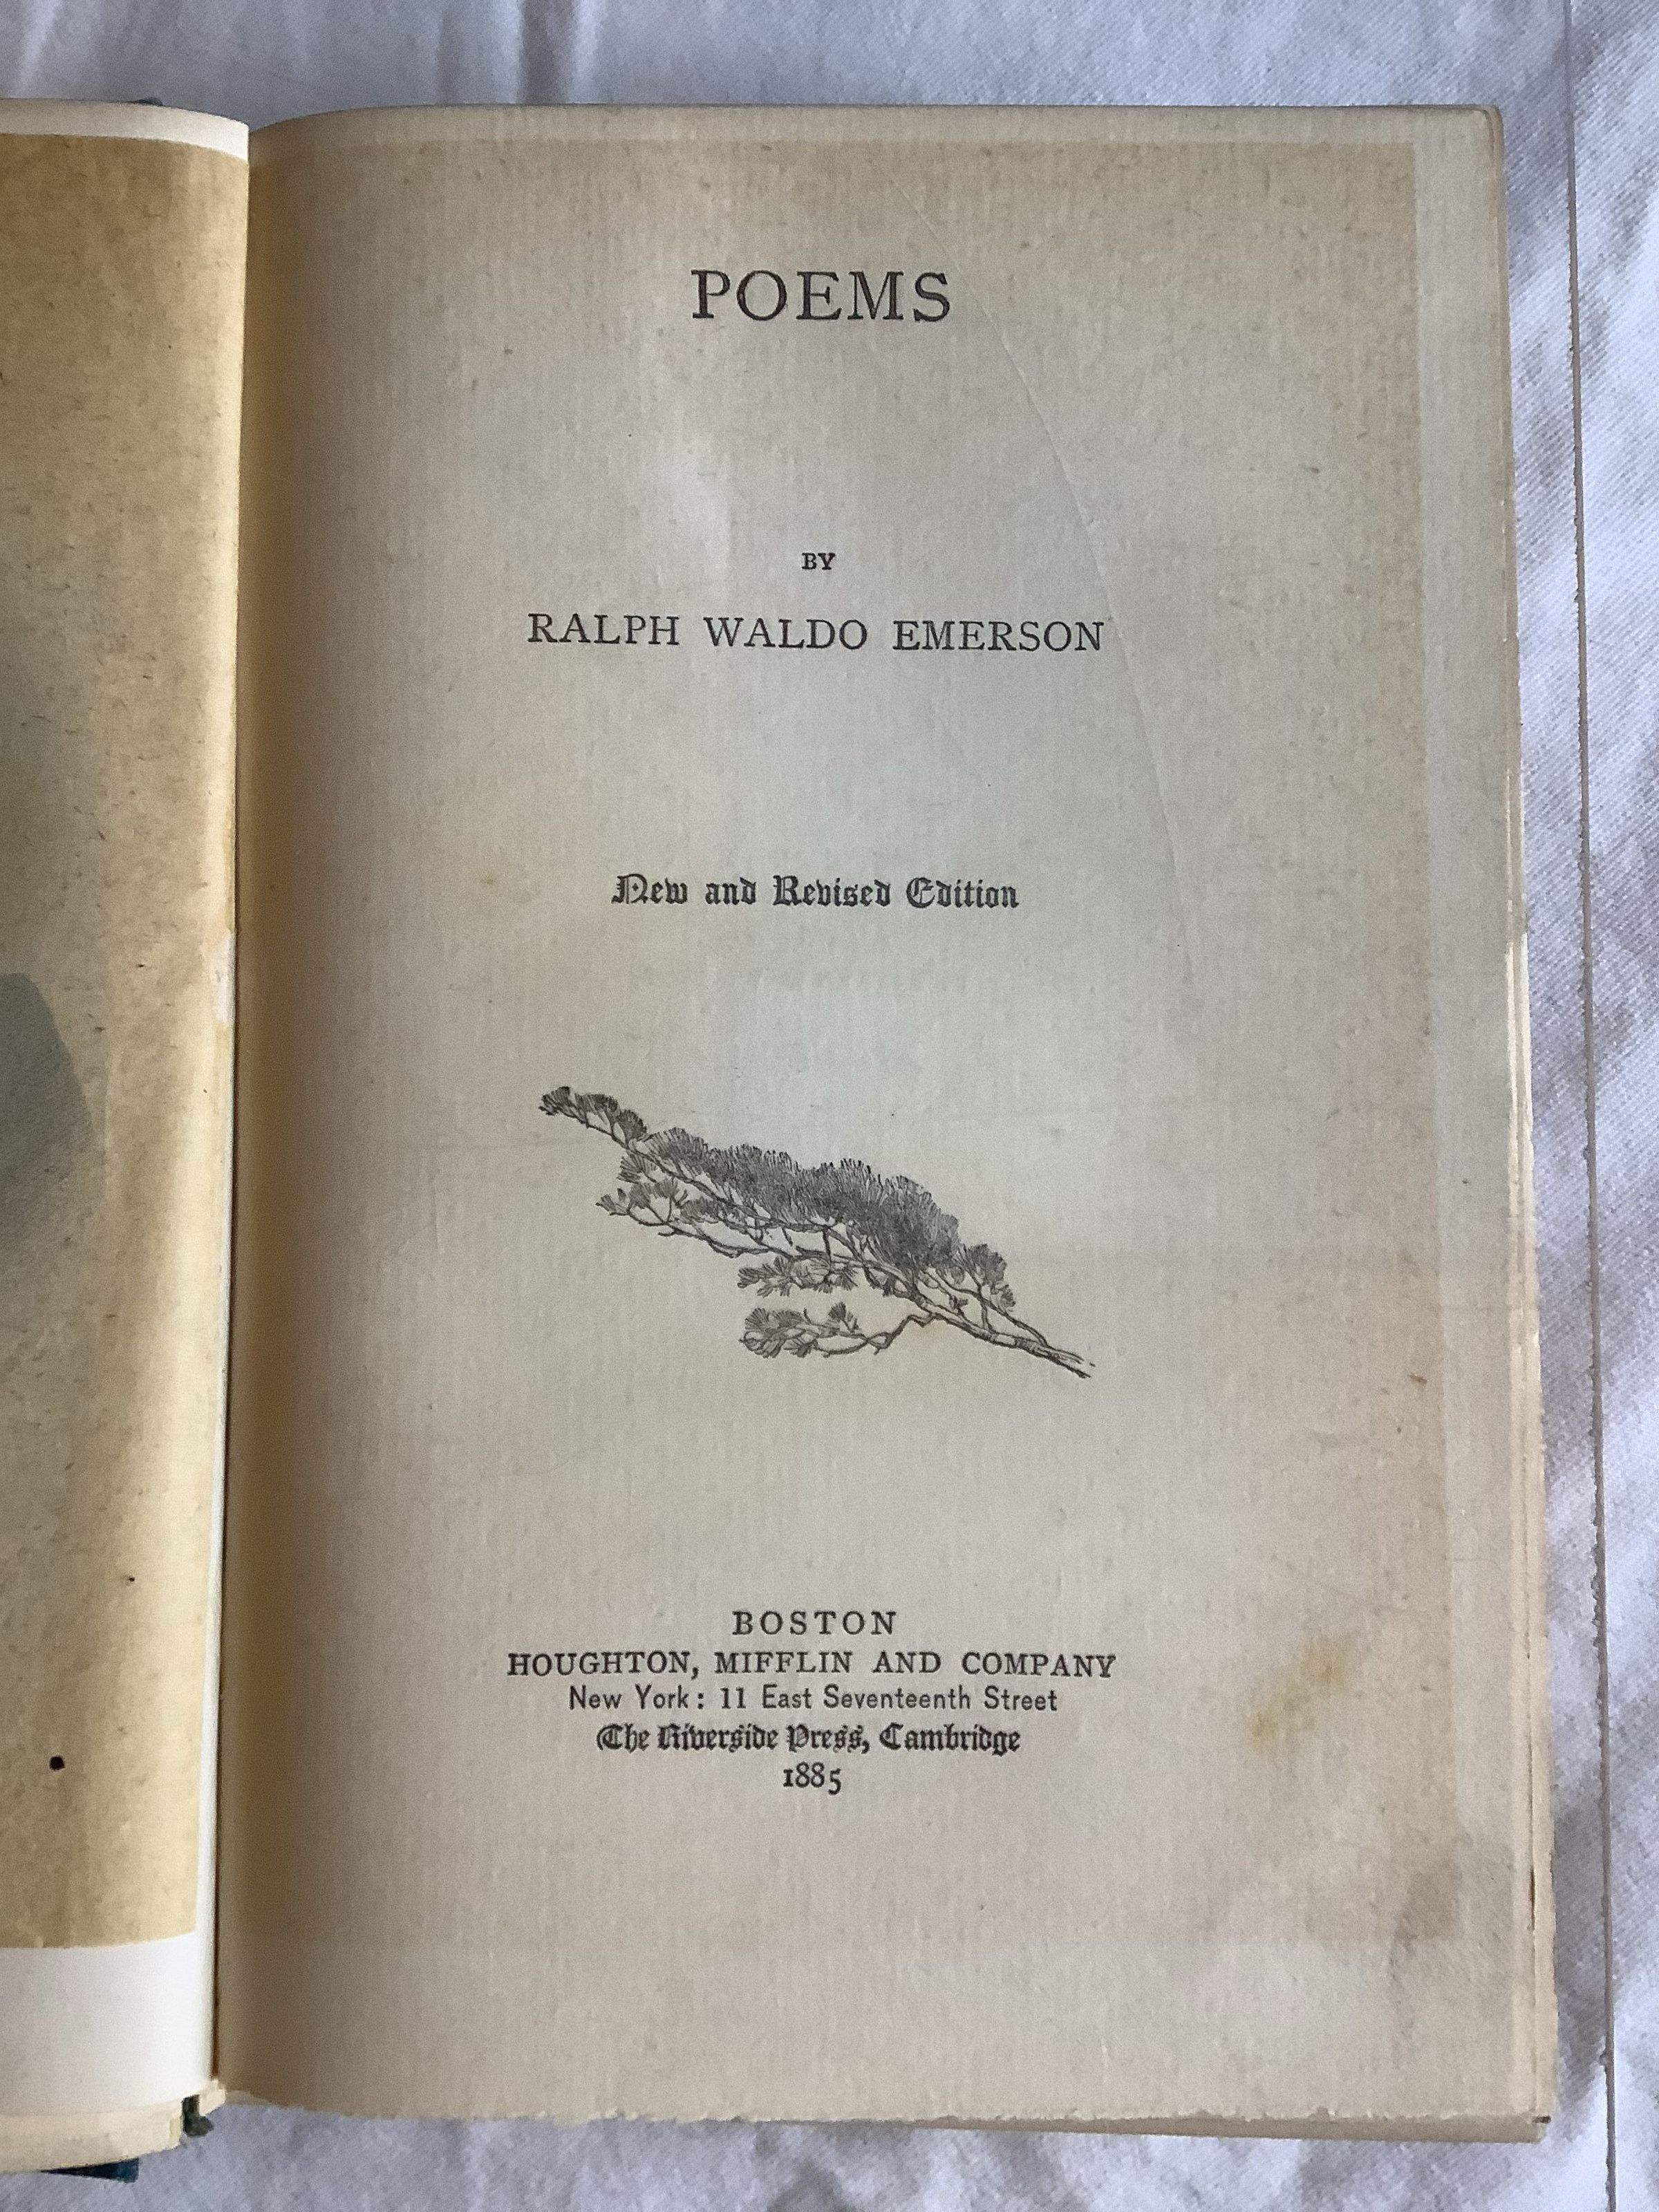 POEMS
BY
RALPH WALDO EMERSON
New and Revised Edition
BOSTON
HOUGHTON, MIFFLIN AND COMPANY
New York: 11 East Seventeenth Street
The Riverside Press, Cambridge
1885